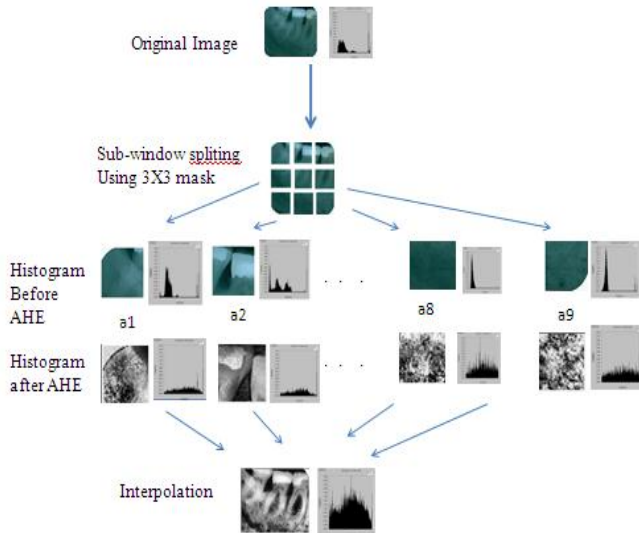 Original Image
Sub-window spliting
Using 3X3 mask
Histogram
Before
AHE
a1
a2
. . .
a8
a9
Histogram
after AHE
. . .
Interpolation